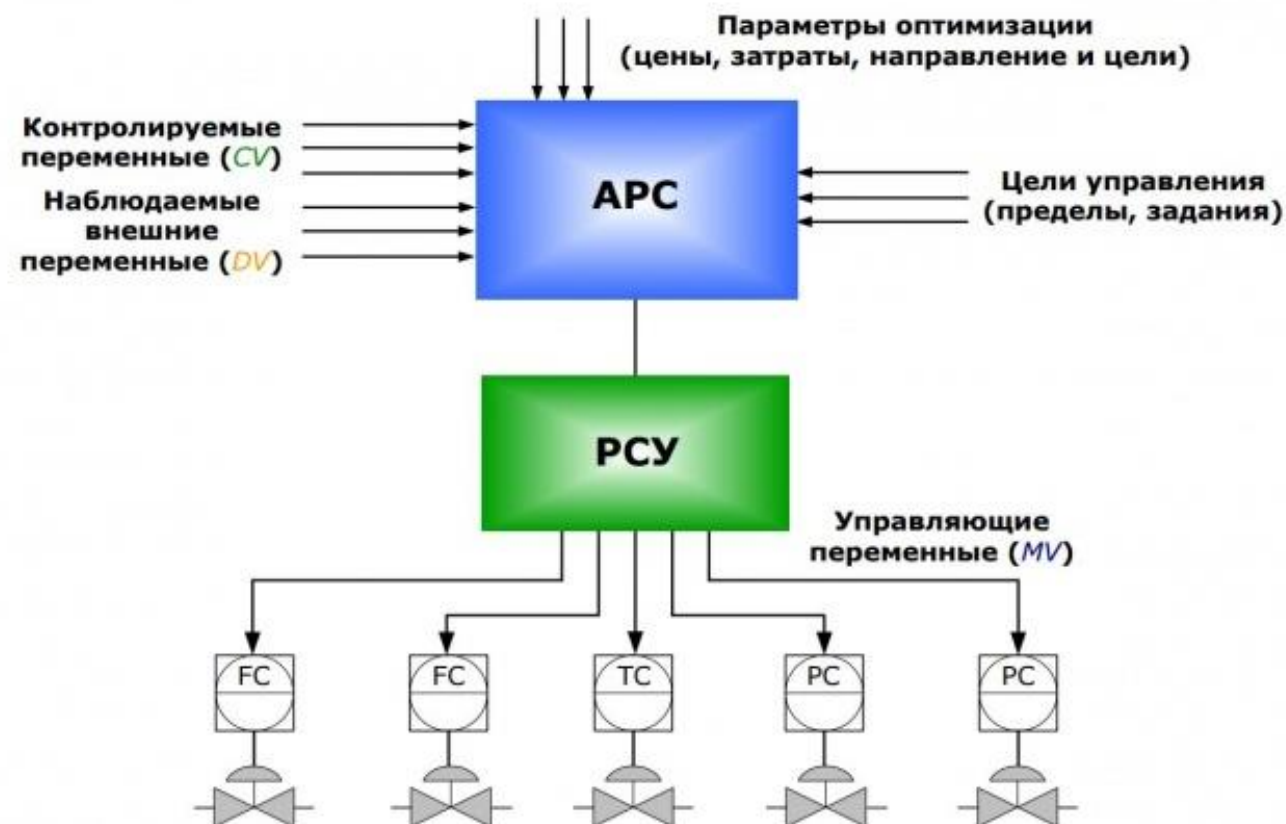 Параметры оптимизации
(цены, затраты, направление и цели)
Контролируемые
переменные (CV)
Наблюдаемые
внешние
переменные (DV)
APC
Цели управления
(пределы, задания)
РСУ
Управляющие
переменные (MV)
FC
FC
TC
PC
PC